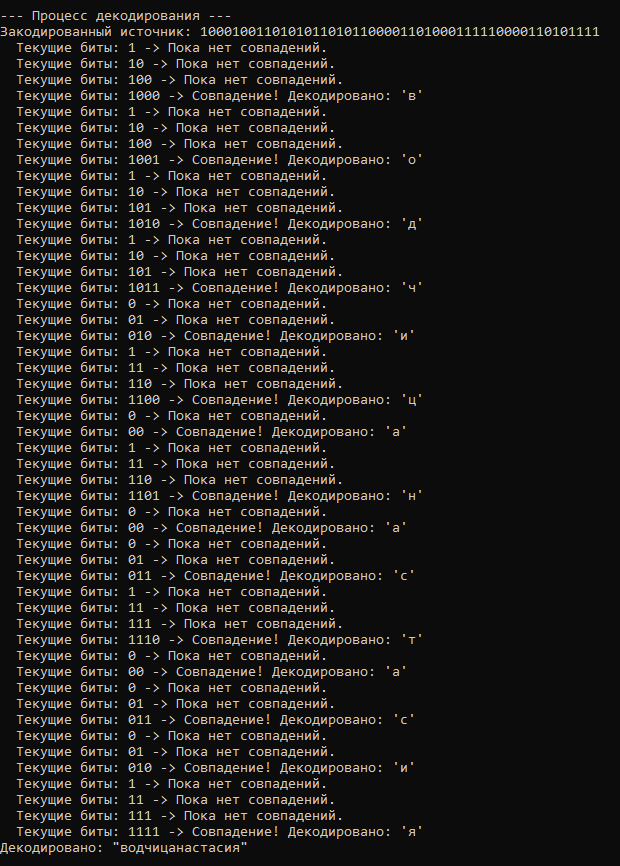 --- Процесс декодирования ---
Закодированный источник: 10001001101010110101100001101000111110000110101111
Текущие биты: 1 -> Пока нет совпадений.
Текущие биты: 10 -> Пока нет совпадений.
Текущие биты: 100 -> Пока нет совпадений.
Текущие биты: 1000 -> Совпадение! Декодировано: 'в'
Текущие биты: 1 -> Пока нет совпадений.
Текущие биты: 10 -> Пока нет совпадений.
Текущие биты: 100 -> Пока нет совпадений.
Текущие биты: 1001 -> Совпадение! Декодировано: 'о'
Текущие биты: 1 -> Пока нет совпадений.
Текущие биты: 10 -> Пока нет совпадений.
Текущие биты: 101 -> Пока нет совпадений.
Текущие биты: 1010 -> Совпадение! Декодировано: 'д'
Текущие биты: 1 -> Пока нет совпадений.
Текущие биты: 10 -> Пока нет совпадений.
Текущие биты: 101 -> Пока нет совпадений.
Текущие биты: 1011 -> Совпадение! Декодировано: 'ч'
Текущие биты: 0 -> Пока нет совпадений.
Текущие биты: 01 -> Пока нет совпадений.
Текущие биты: 010 -> Совпадение! Декодировано: 'и'
Текущие биты: 1 -> Пока нет совпадений.
Текущие биты: 11 -> Пока нет совпадений.
Текущие биты: 110 -> Пока нет совпадений.
Текущие биты: 1100 -> Совпадение! Декодировано: 'ц'
Текущие биты: 0 -> Пока нет совпадений.
Текущие биты: 00 -> Совпадение! Декодировано: 'а'
Текущие биты: 1 -> Пока нет совпадений.
Текущие биты: 11 -> Пока нет совпадений.
Текущие биты: 110 -> Пока нет совпадений.
Текущие биты: 1101 -> Совпадение! Декодировано: 'н'
Текущие биты: 0 -> Пока нет совпадений.
Текущие биты: 00 -> Совпадение! Декодировано: 'а'
Текущие биты: 0 -> Пока нет совпадений.
Текущие биты: 01 -> Пока нет совпадений.
Текущие биты: 011 -> Совпадение! Декодировано: 'с'
Текущие биты: 1 -> Пока нет совпадений.
Текущие биты: 11 -> Пока нет совпадений.
Текущие биты: 111 -> Пока нет совпадений.
Текущие биты: 1110 -> Совпадение! Декодировано: 'т'
Текущие биты: 0 -> Пока нет совпадений.
Текущие биты: 00 -> Совпадение! Декодировано: 'а'
Текущие биты: 0 -> Пока нет совпадений.
Текущие биты: 01 -> Пока нет совпадений.
Текущие биты: 011 -> Совпадение! Декодировано: 'с'
Текущие биты: 0 -> Пока нет совпадений.
Текущие биты: 01 -> Пока нет совпадений.
Текущие биты: 010 -> Совпадение! Декодировано: 'и'
Текущие биты: 1 -> Пока нет совпадений.
Текущие биты: 11 -> Пока нет совпадений.
Текущие биты: 111 -> Пока нет совпадений.
Текущие биты: 1111 -> Совпадение! Декодировано: 'я'
Декодировано: "водчицанастасия"